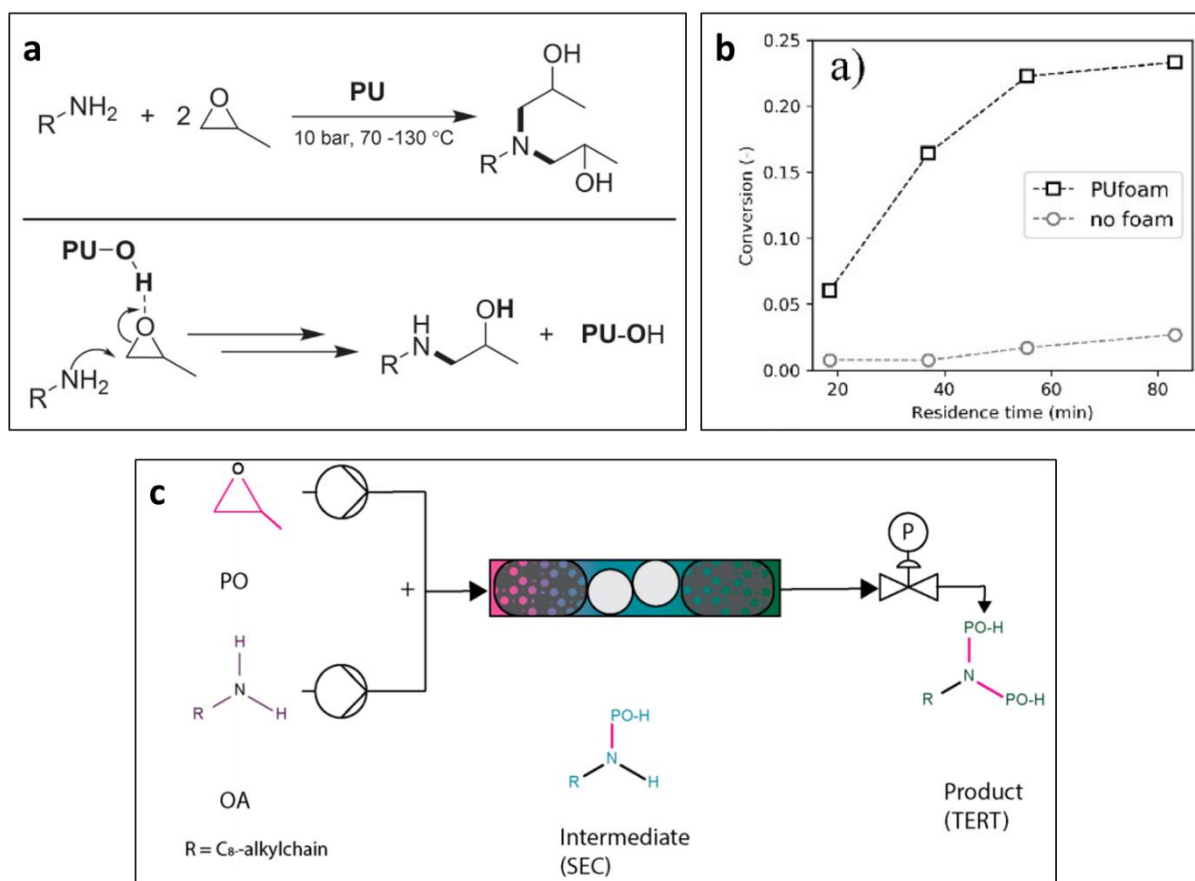 a
R
NH2
+
2
O
PU
10 bar, 70 -130 °C
OH
N
R
OH
PU-O
H
O
R
NH2
H
N
R
OH
+
PU-OH
b
a)
0.25
0.20
0.15
0.10
0.05
0.00
Conversion (-)
PUfoam
no foam
20
40
60
80
Residence time (min)
c
O
PO
+
H
N
R
H
OA
R = C8-alkylchain
PO-H
N
R
H
Intermediate
(SEC)
P
PO-H
N
R
PO-H
Product
(TERT)